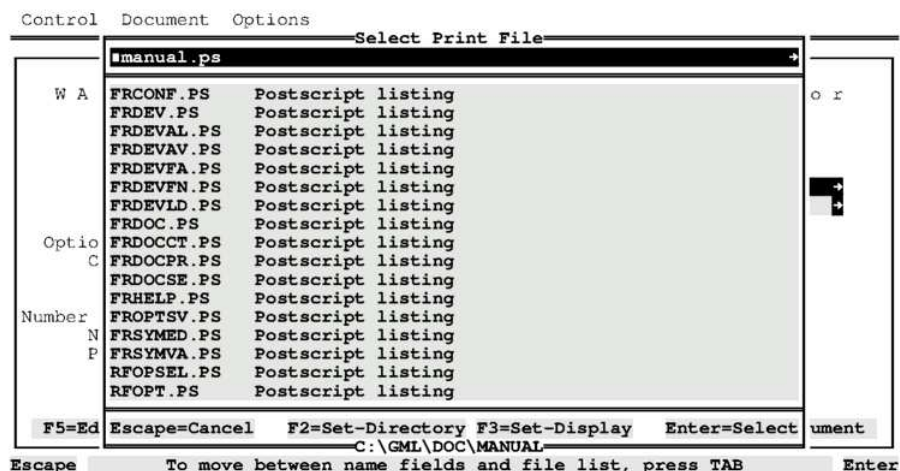 Control Document Options
Select Print File
manual.ps
W A
o r
FRCONF.PS Postscript listing
FRDEV.PS Postscript listing
FRDEVAL.PS Postscript listing
FRDEVAV.PS Postscript listing
FRDEVFA.PS Postscript listing
FRDEVFN.PS Postscript listing
FRDEVLD.PS Postscript listing
FRDOC.PS Postscript listing
Optio FRDOCCT.PS Postscript listing
C FRDOCPR.PS Postscript listing
FRDOCSE.PS Postscript listing
FRHELP.PS Postscript listing
Number FROPTSV.PS Postscript listing
N FRSYMED.PS Postscript listing
P FRSYMVA.PS Postscript listing
RFOPSEL.PS Postscript listing
RFOPT.PS Postscript listing
F5=Ed Escape=Cancel F2=Set-Directory F3=Set-Display Enter=Select ument
C:\GML\DOC\MANUAL
Escape To move between name fields and file list, press TAB Enter